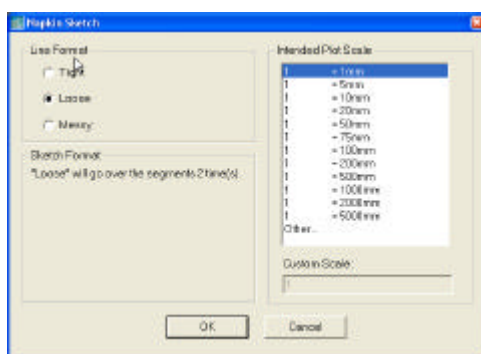 Napkin Sketch
Line Format
Tight
Loose
Messy
Sketch Format
"Loose" will go over the segments 2 time(s).
Intended Plot Scale
1 = 1mm
1 = 5mm
1 = 10mm
1 = 20mm
1 = 50mm
1 = 75mm
1 = 100mm
1 = 200mm
1 = 500mm
1 = 1000mm
1 = 2000mm
1 = 5000mm
Other...
Custom Scale:
1
OK
Cancel